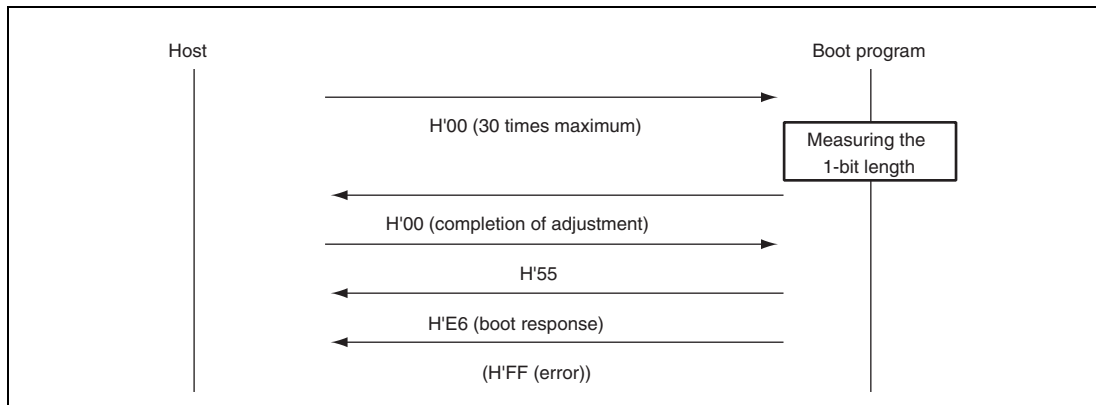 Host
Boot program
H'00 (30 times maximum)
Measuring the
1-bit length
H'00 (completion of adjustment)
H'55
H'E6 (boot response)
(H'FF (error))